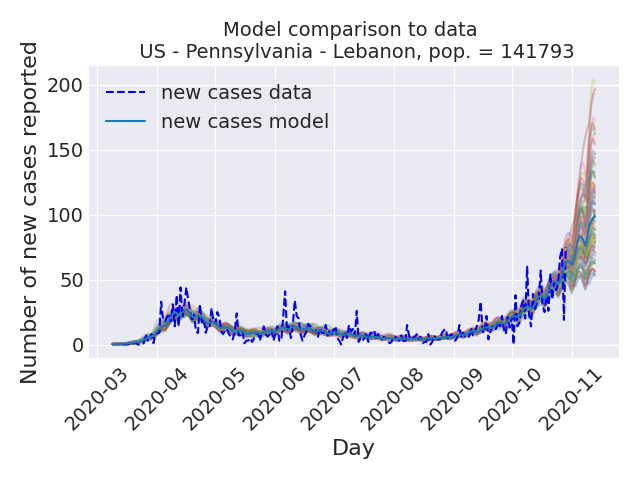 Model comparison to data
US - Pennsylvania - Lebanon, pop. = 141793
new cases data
new cases model
Number of new cases reported
200
150
100
50
0
2020-03
2020-04
2020-05
2020-06
2020-07
2020-08
2020-09
2020-10
2020-11
Day